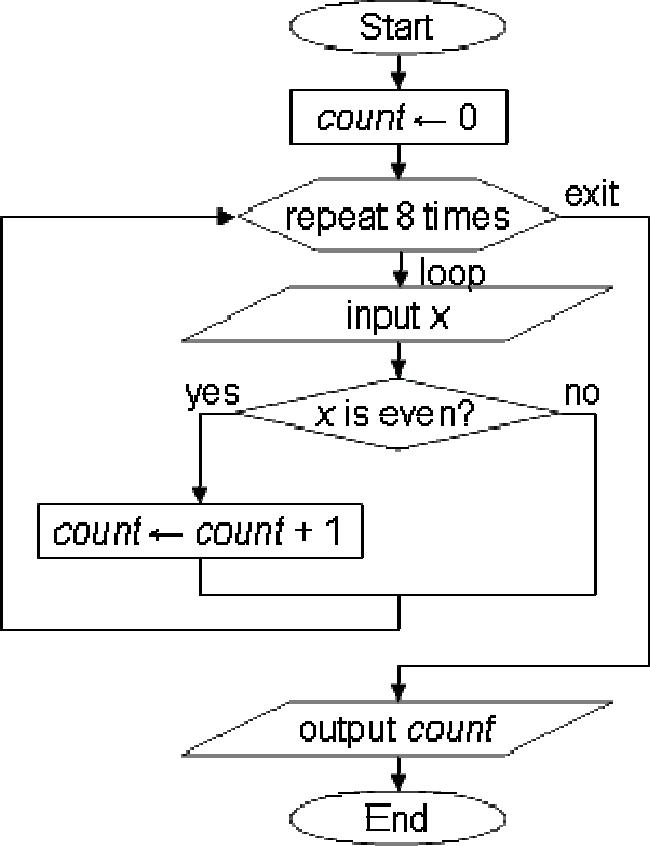 Start
count ← 0
repeat 8 times
exit
loop
input x
yes
x is even?
no
count ← count + 1
output count
End